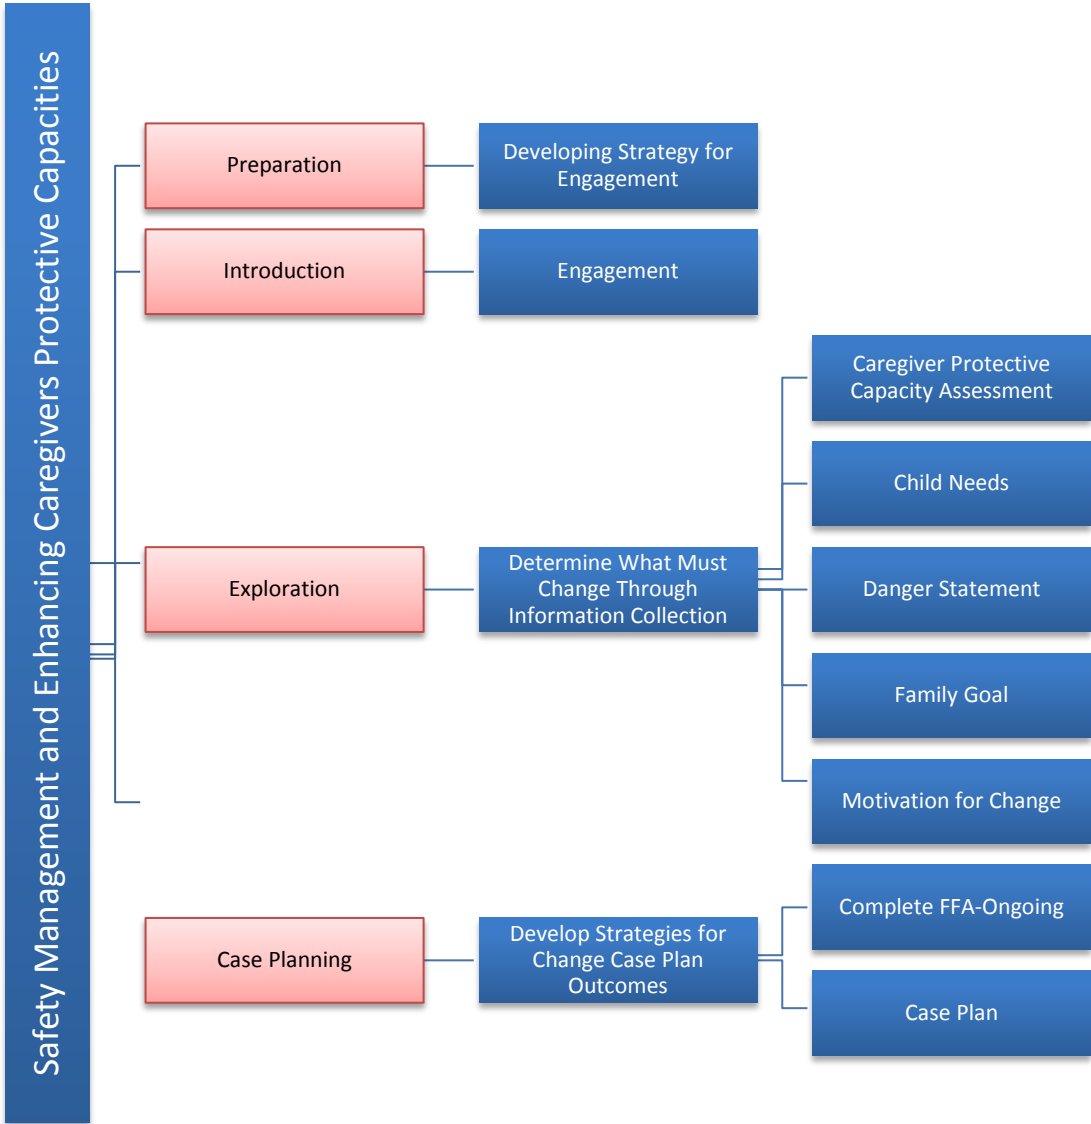 Safety Management and Enhancing Caregivers Protective Capacities
Preparation
Developing Strategy for
Engagement
Introduction
Engagement
Exploration
Determine What Must
Change Through
Information Collection
Caregiver Protective
Capacity Assessment
Child Needs
Danger Statement
Family Goal
Motivation for Change
Case Planning
Develop Strategies for
Change Case Plan
Outcomes
Complete FFA-Ongoing
Case Plan